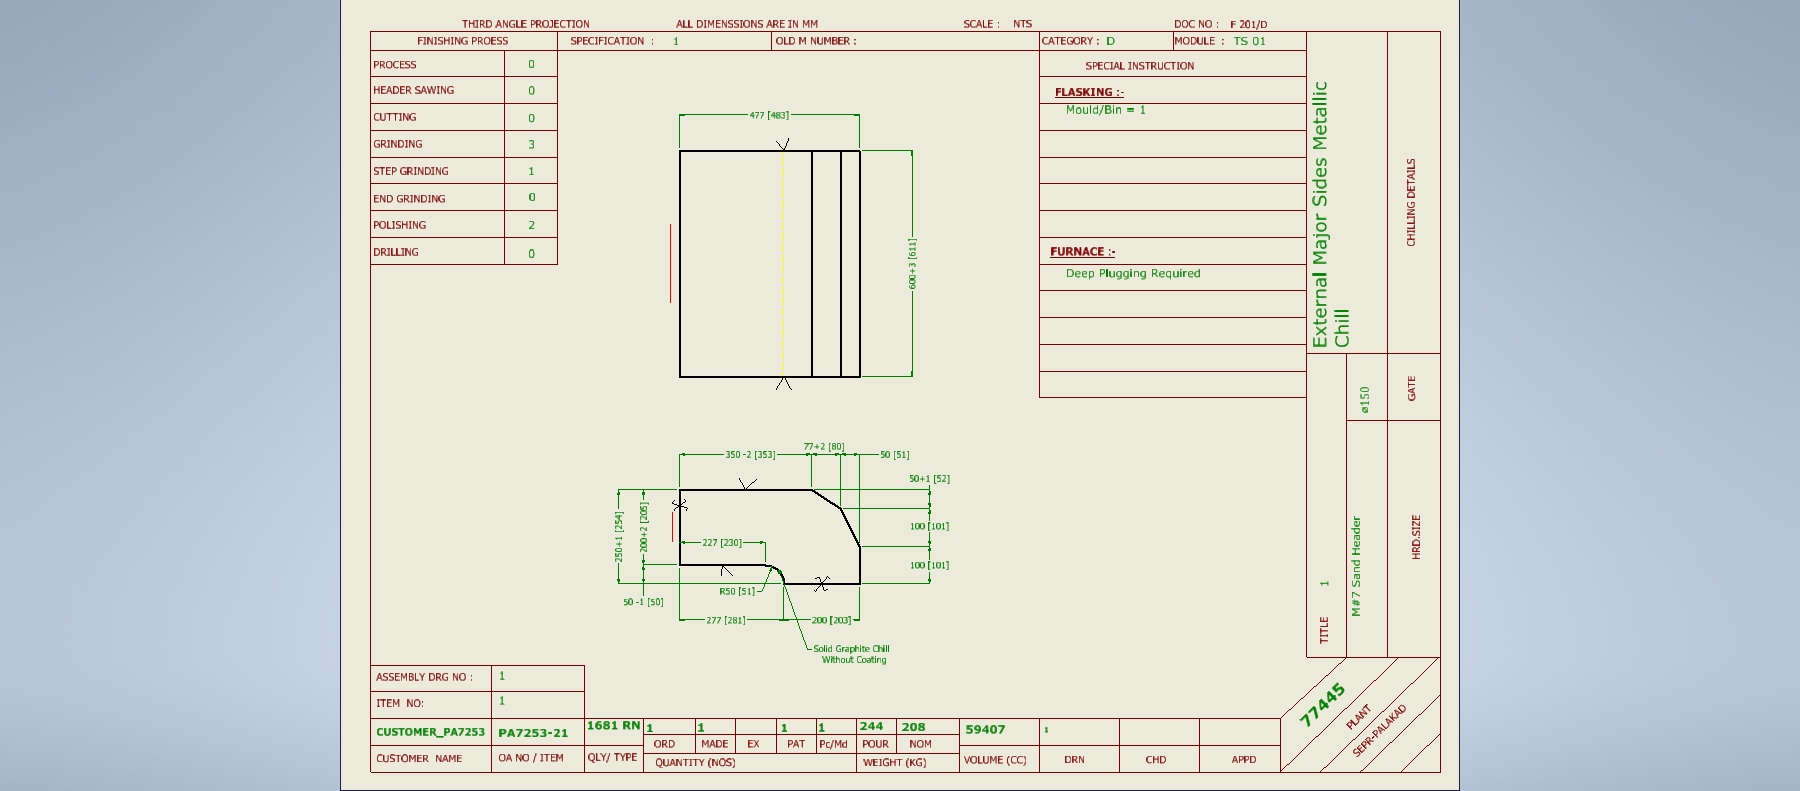 THIRD ANGLE PROJECTION ALL DIMENSSIONS ARE IN MM SCALE : NTS DOC NO : F 201/D
FINISHING PROESS SPECIFICATION : 1 OLD M NUMBER : CATEGORY : D MODULE : TS 01
PROCESS 0
HEADER SAWING 0
CUTTING 0
GRINDING 3
STEP GRINDING 1
END GRINDING 0
POLISHING 2
DRILLING 0
SPECIAL INSTRUCTION
FLASKING :-
Mould/Bin = 1
FURNACE :-
Deep Plugging Required
477 [483]
600+3 [611]
77+2 [80]
350 -2 [353] 50 [51]
50+1 [52]
250+1 [254]
200+2 [205]
100 [101]
227 [230]
100 [101]
R50 [51]
50 -1 [50]
277 [281] 200 [203]
Solid Graphite Chill
Without Coating
External Major Sides Metallic
Chill
CHILLING DETAILS
ø150
GATE
TITLE 1
M#7 Sand Header
HRD.SIZE
77445
PLANT
SEPR-PALAKAD
ASSEMBLY DRG NO : 1
ITEM NO: 1
CUSTOMER_PA7253 PA7253-21 1681 RN 1 1 1 1 244 208 59407 1
ORD MADE EX PAT Pc/Md POUR NOM
CUSTOMER NAME OA NO / ITEM QLY/ TYPE QUANTITY (NOS) WEIGHT (KG) VOLUME (CC) DRN CHD APPD